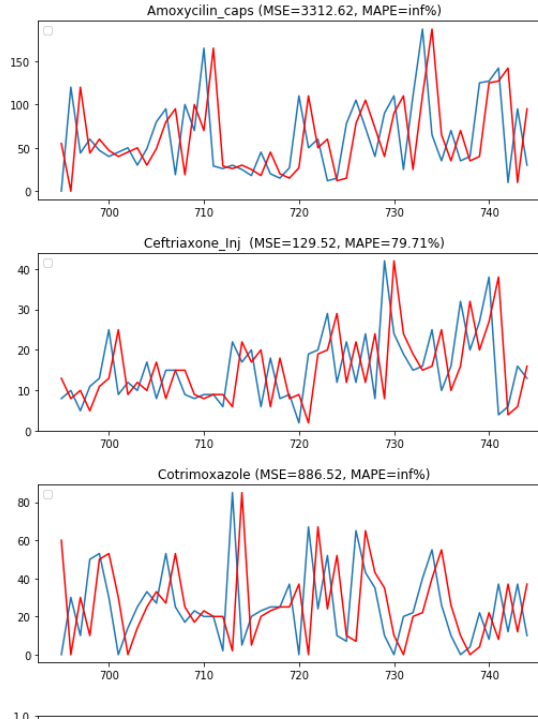 Amoxycilin_caps (MSE=3312.62, MAPE=inf%)
150
100
50
0
700 710 720 730 740
Ceftriaxone_Inj (MSE=129.52, MAPE=79.71%)
40
30
20
10
0
700 710 720 730 740
Cotrimoxazole (MSE=886.52, MAPE=inf%)
80
60
40
20
0
700 710 720 730 740
1.0